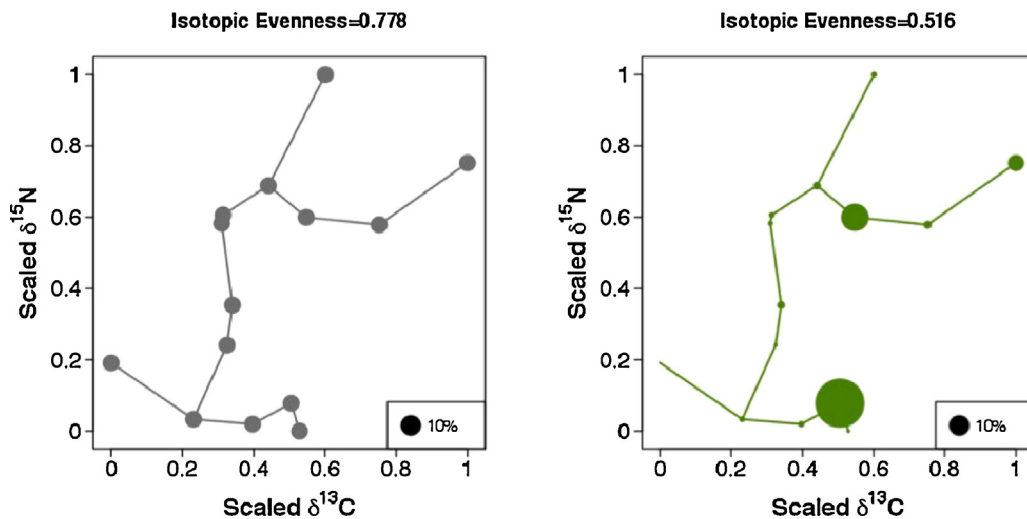 Isotopic Evenness=0.778
1
0.8
0.6
0.4
0.2
0
Scaled δ¹⁵N
0 0.2 0.4 0.6 0.8 1
Scaled δ¹³C
10%
Isotopic Evenness=0.516
1
0.8
0.6
0.4
0.2
0
Scaled δ¹⁵N
0 0.2 0.4 0.6 0.8 1
Scaled δ¹³C
10%